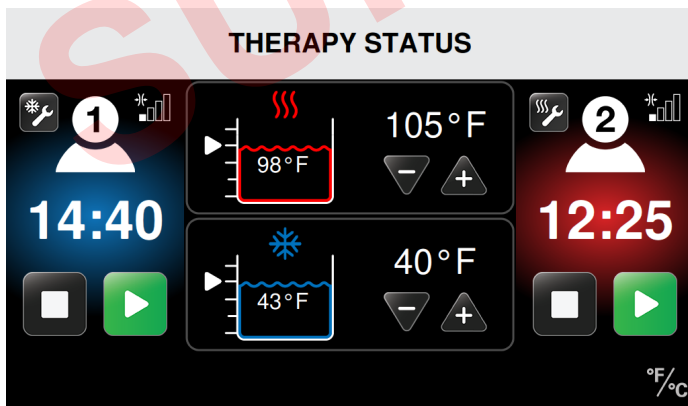 THERAPY STATUS
1
14:40
98°F
105°F
− +
43°F
40°F
− +
2
12:25
°F/°C